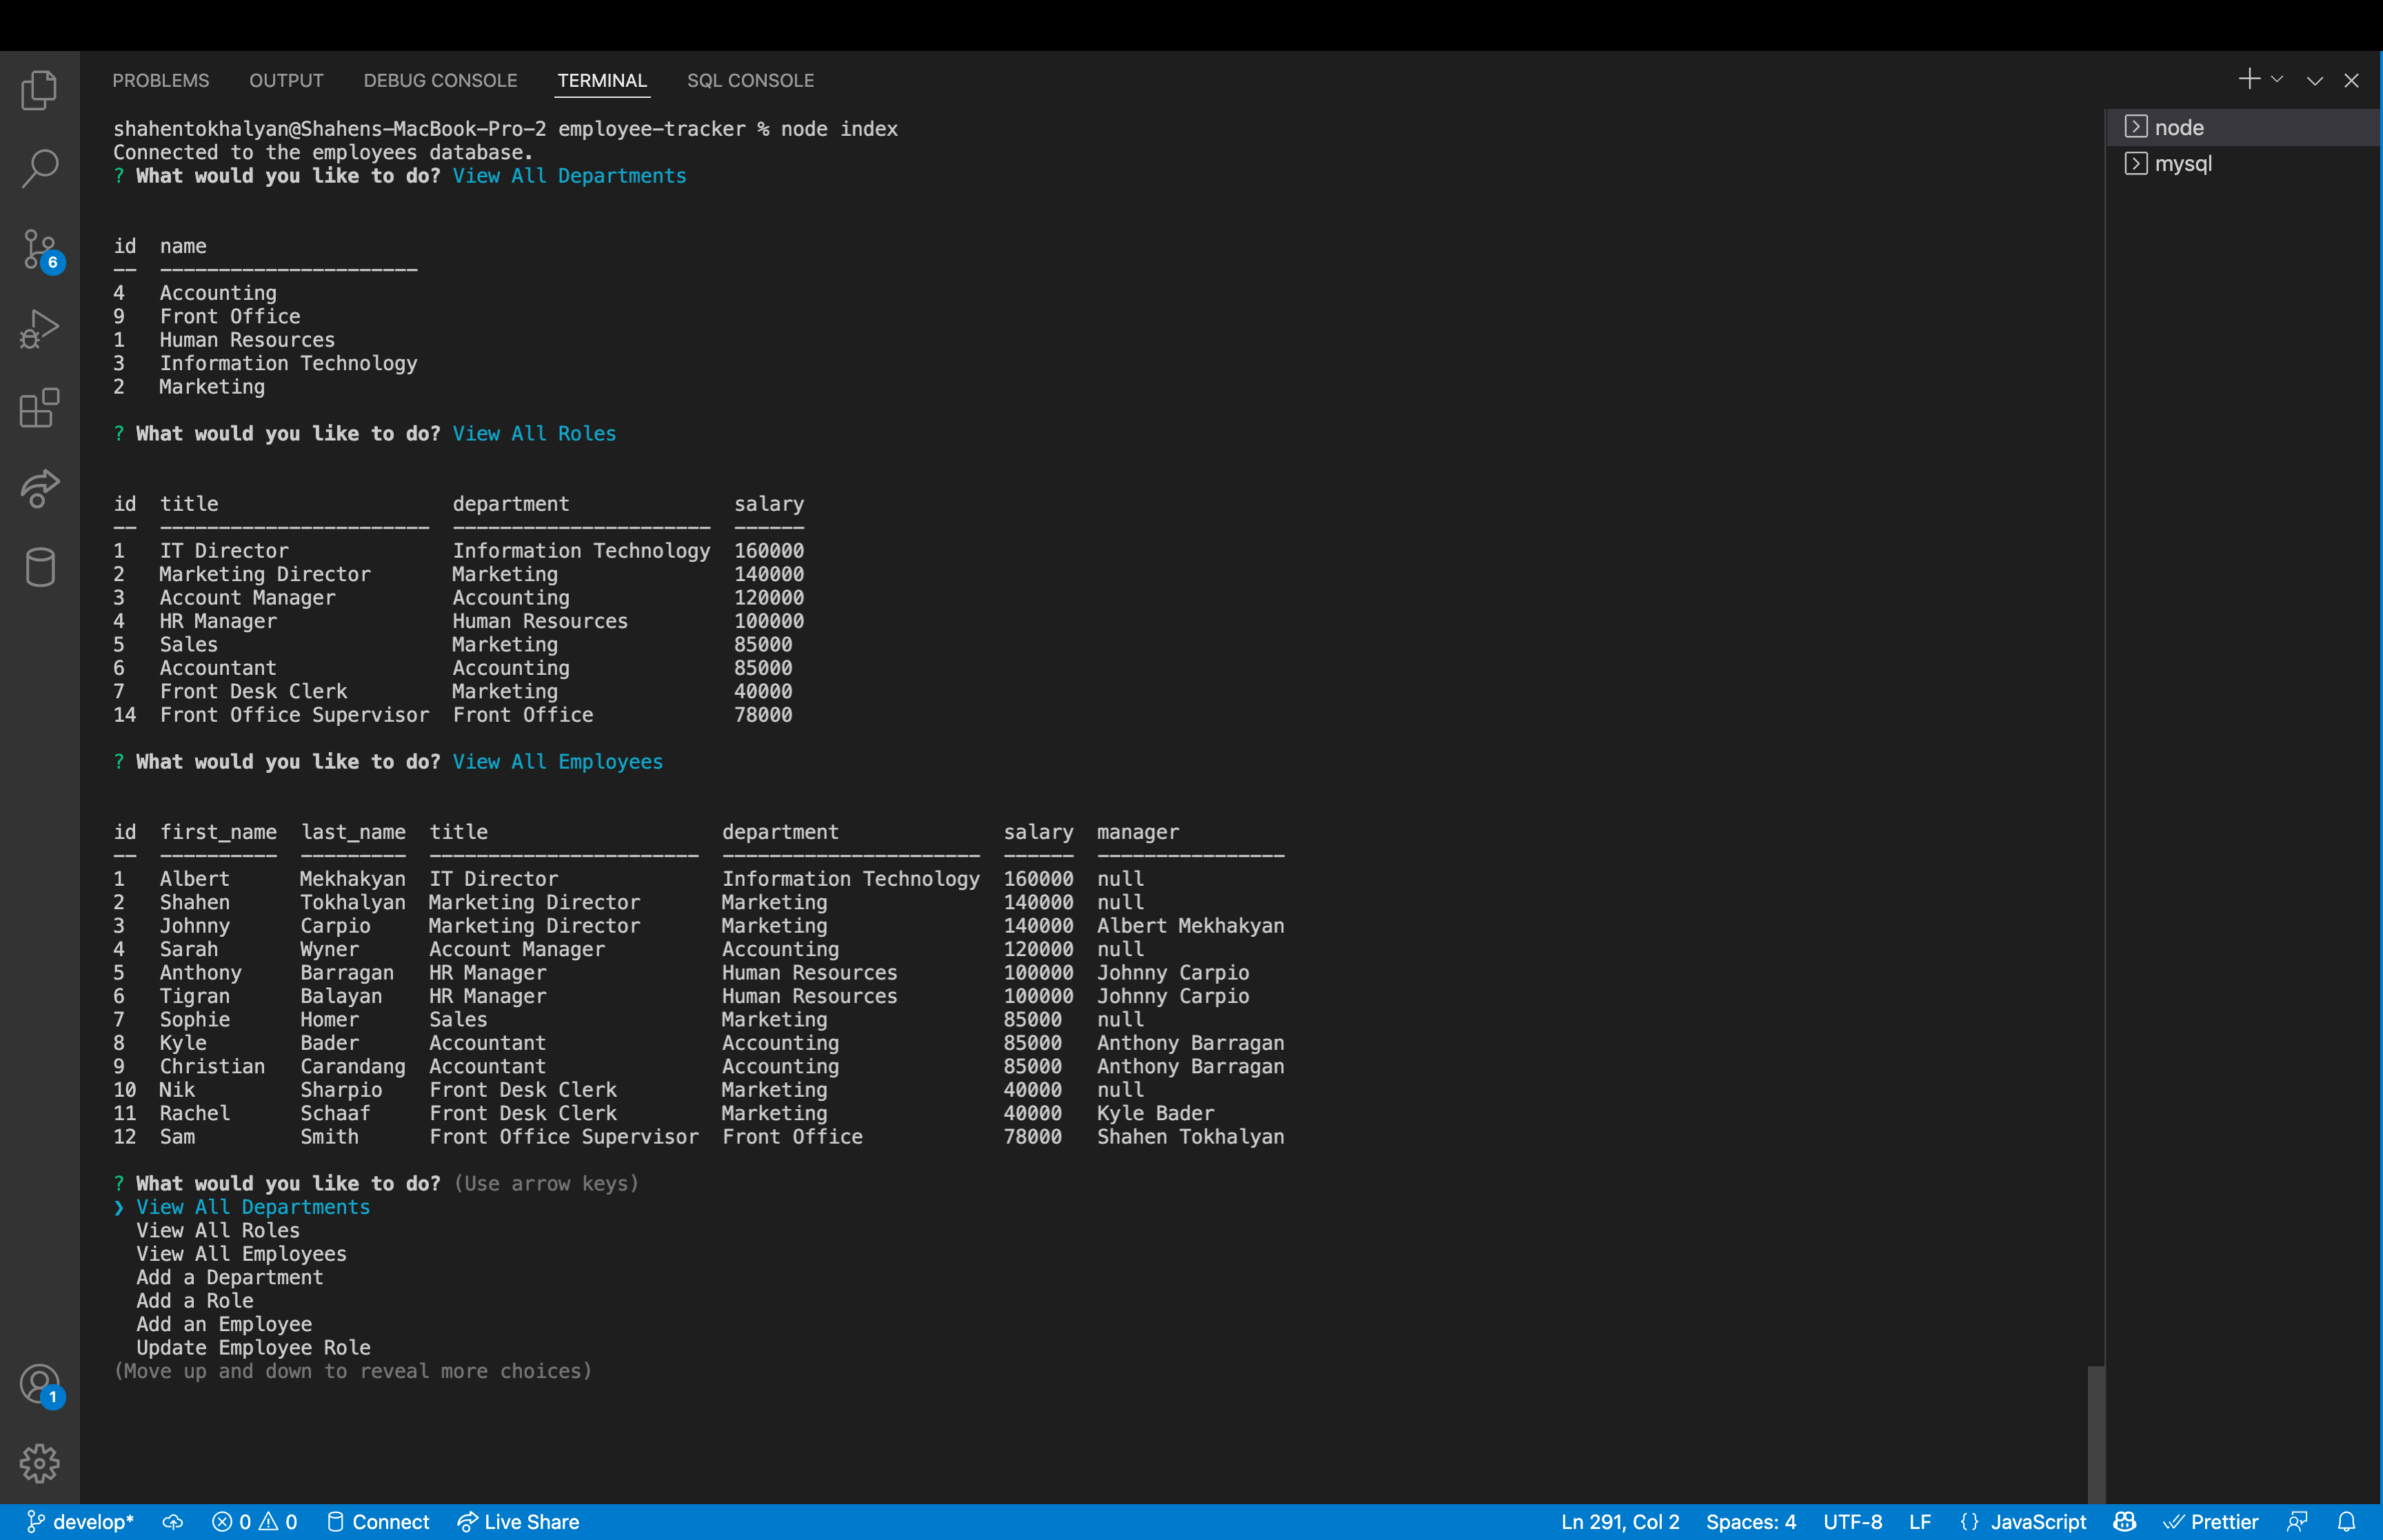 PROBLEMS OUTPUT DEBUG CONSOLE TERMINAL SQL CONSOLE
shahentokhalyan@Shahens-MacBook-Pro-2 employee-tracker % node index
Connected to the employees database.
? What would you like to do? View All Departments
id  name
--  ----------------------
4   Accounting
9   Front Office
1   Human Resources
3   Information Technology
2   Marketing
? What would you like to do? View All Roles
id  title                    department              salary
--  -----------------------  ----------------------  ------
1   IT Director              Information Technology  160000
2   Marketing Director       Marketing               140000
3   Account Manager          Accounting              120000
4   HR Manager               Human Resources         100000
5   Sales                    Marketing               85000
6   Accountant               Accounting              85000
7   Front Desk Clerk         Marketing               40000
14  Front Office Supervisor  Front Office            78000
? What would you like to do? View All Employees
id  first_name  last_name  title                    department              salary  manager
--  ----------  ---------  -----------------------  ----------------------  ------  ----------------
1   Albert      Mekhakyan  IT Director              Information Technology  160000  null
2   Shahen      Tokhalyan  Marketing Director       Marketing               140000  null
3   Johnny      Carpio     Marketing Director       Marketing               140000  Albert Mekhakyan
4   Sarah       Wyner      Account Manager          Accounting              120000  null
5   Anthony     Barragan   HR Manager               Human Resources         100000  Johnny Carpio
6   Tigran      Balayan    HR Manager               Human Resources         100000  Johnny Carpio
7   Sophie      Homer      Sales                    Marketing               85000   null
8   Kyle        Bader      Accountant               Accounting              85000   Anthony Barragan
9   Christian   Carandang  Accountant               Accounting              85000   Anthony Barragan
10  Nik         Sharpio    Front Desk Clerk         Marketing               40000   null
11  Rachel      Schaaf     Front Desk Clerk         Marketing               40000   Kyle Bader
12  Sam         Smith      Front Office Supervisor  Front Office            78000   Shahen Tokhalyan
? What would you like to do? (Use arrow keys)
❯ View All Departments
View All Roles
View All Employees
Add a Department
Add a Role
Add an Employee
Update Employee Role
(Move up and down to reveal more choices)
node
mysql
6
1
develop* 0 0 Connect Live Share Ln 291, Col 2 Spaces: 4 UTF-8 LF {} JavaScript Prettier